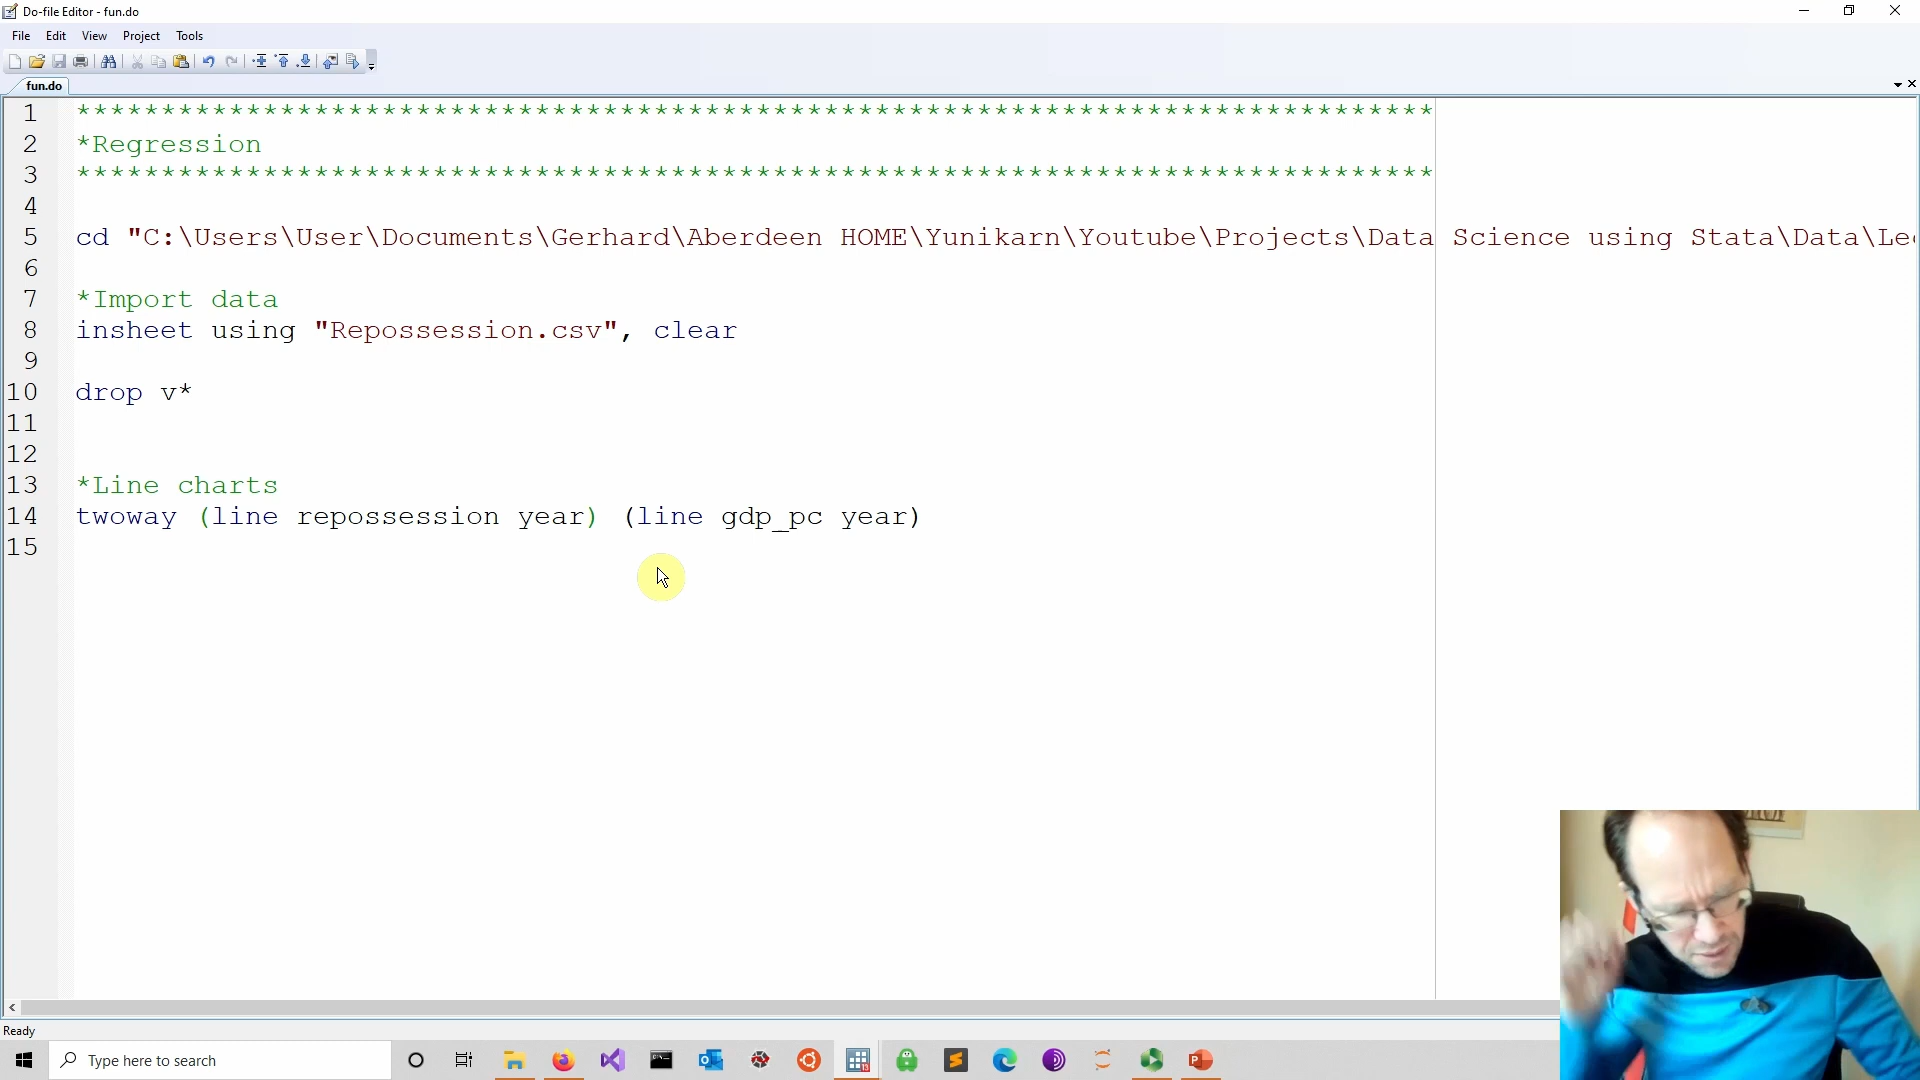 Do-file Editor - fun.do
File Edit View Project Tools
fun.do
1 ********************************************************************************
2 *Regression
3 ********************************************************************************
4
5 cd "C:\Users\User\Documents\Gerhard\Aberdeen HOME\Yunikarn\Youtube\Projects\Data Science using Stata\Data\Le
6
7 *Import data
8 insheet using "Repossession.csv", clear
9
10 drop v*
11
12
13 *Line charts
14 twoway (line repossession year) (line gdp_pc year)
15
Ready
Type here to search